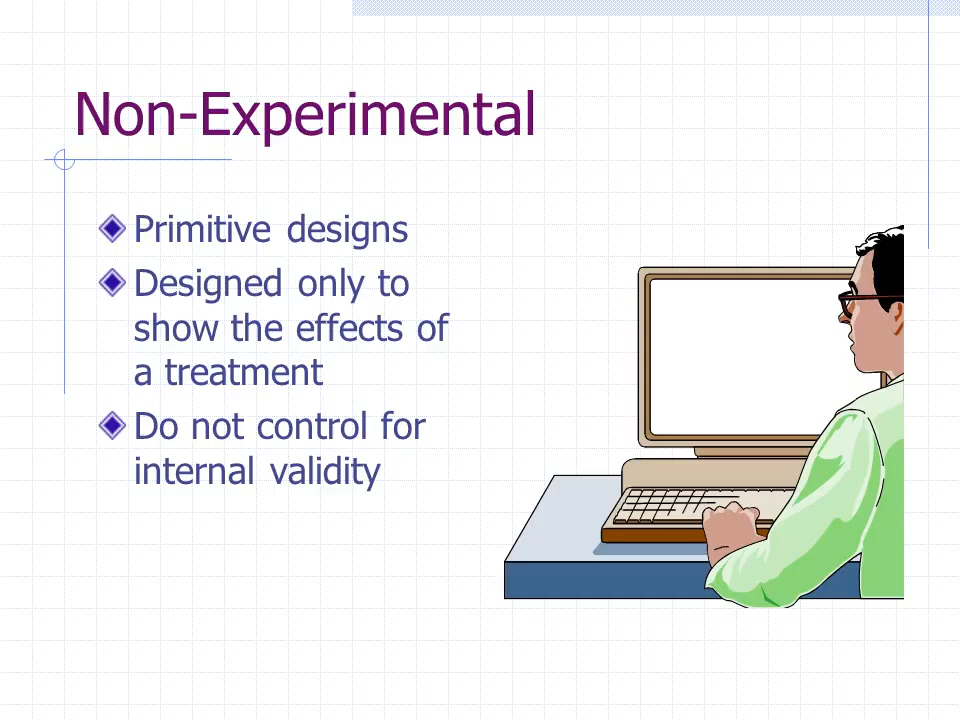 Non-Experimental
Primitive designs
Designed only to
show the effects of
a treatment
Do not control for
internal validity